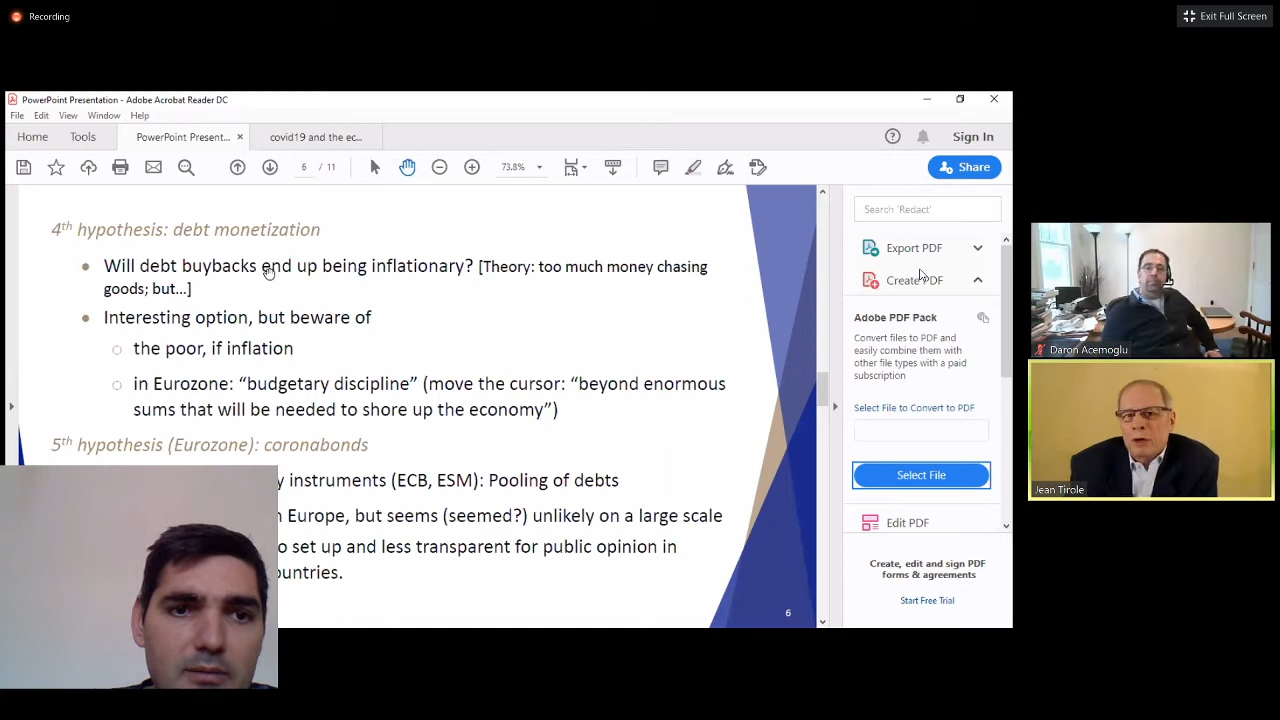 Recording
Exit Full Screen
PowerPoint Presentation - Adobe Acrobat Reader DC
File Edit View Window Help
Home Tools PowerPoint Present... × covid19 and the ec... Sign In
6 / 11 73.8% Share
4th hypothesis: debt monetization
Will debt buybacks end up being inflationary? [Theory: too much money chasing
goods; but...]
Interesting option, but beware of
the poor, if inflation
in Eurozone: “budgetary discipline” (move the cursor: “beyond enormous
sums that will be needed to shore up the economy”)
5th hypothesis (Eurozone): coronabonds
y instruments (ECB, ESM): Pooling of debts
Europe, but seems (seemed?) unlikely on a large scale
set up and less transparent for public opinion in
ountries.
6
Search 'Redact'
Export PDF
Create PDF
Adobe PDF Pack
Convert files to PDF and
easily combine them with
other file types with a paid
subscription
Select File to Convert to PDF
Select File
Edit PDF
Create, edit and sign PDF
forms & agreements
Start Free Trial
Daron Acemoglu
Jean Tirole